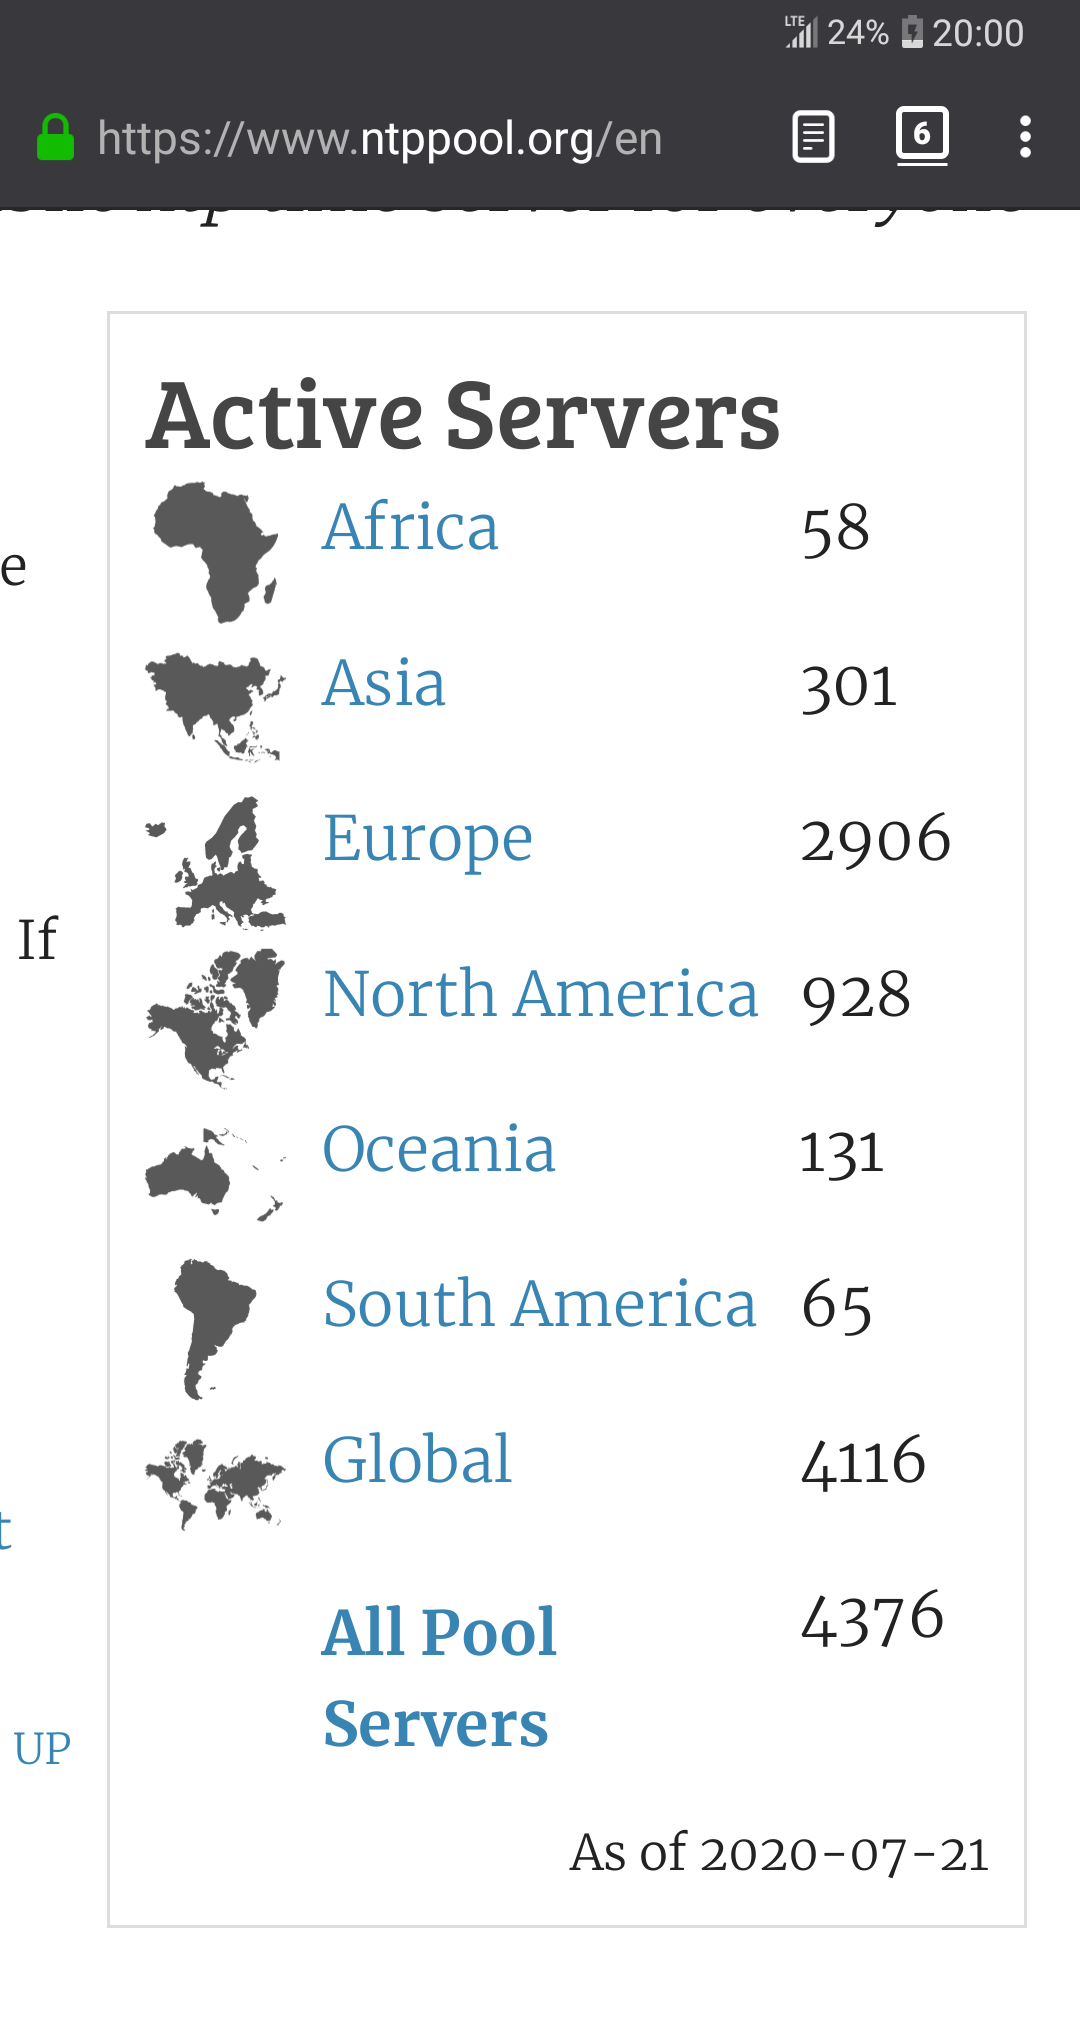 LTE 24% 20:00
https://www.ntppool.org/en 6
Active Servers
Africa 58
e
Asia 301
Europe 2906
If
North America 928
Oceania 131
South America 65
Global 4116
t
All Pool 4376
Servers
UP
As of 2020-07-21